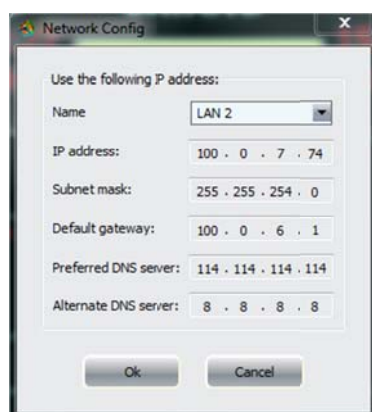 Network Config
x
Use the following IP address:
Name LAN 2
IP address: 100 . 0 . 7 . 74
Subnet mask: 255 . 255 . 254 . 0
Default gateway: 100 . 0 . 6 . 1
Preferred DNS server: 114 . 114 . 114 . 114
Alternate DNS server: 8 . 8 . 8 . 8
Ok Cancel